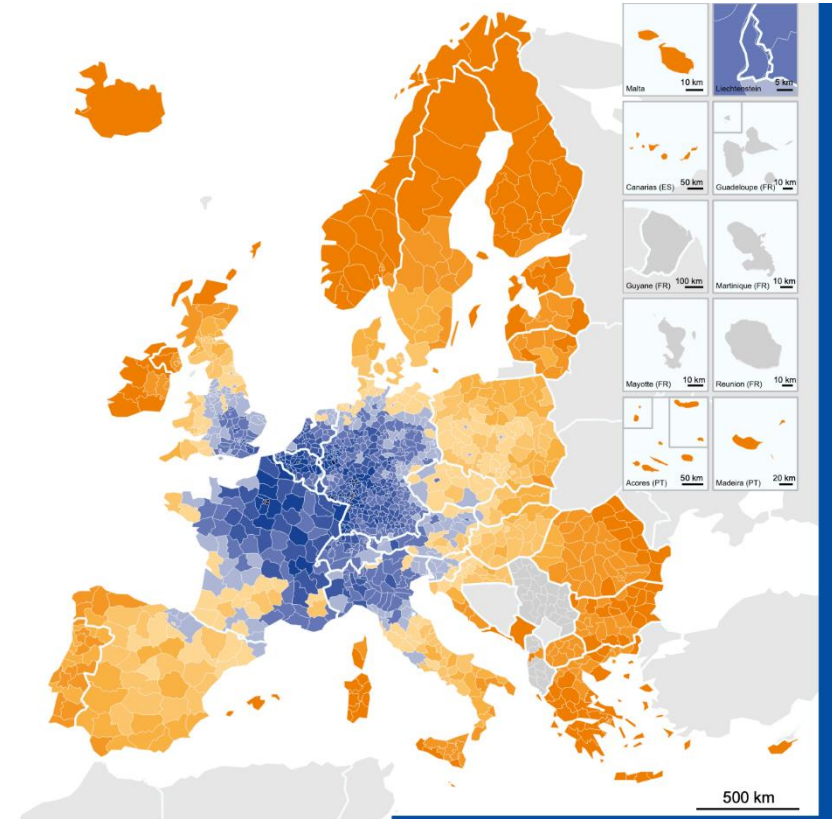 Malta
10 km
Liechtenstein
5 km
Canarias (ES)
50 km
Guadeloupe (FR)
10 km
Guyane (FR)
100 km
Martinique (FR)
10 km
Mayotte (FR)
10 km
Reunion (FR)
10 km
Acores (PT)
50 km
Madeira (PT)
20 km
500 km